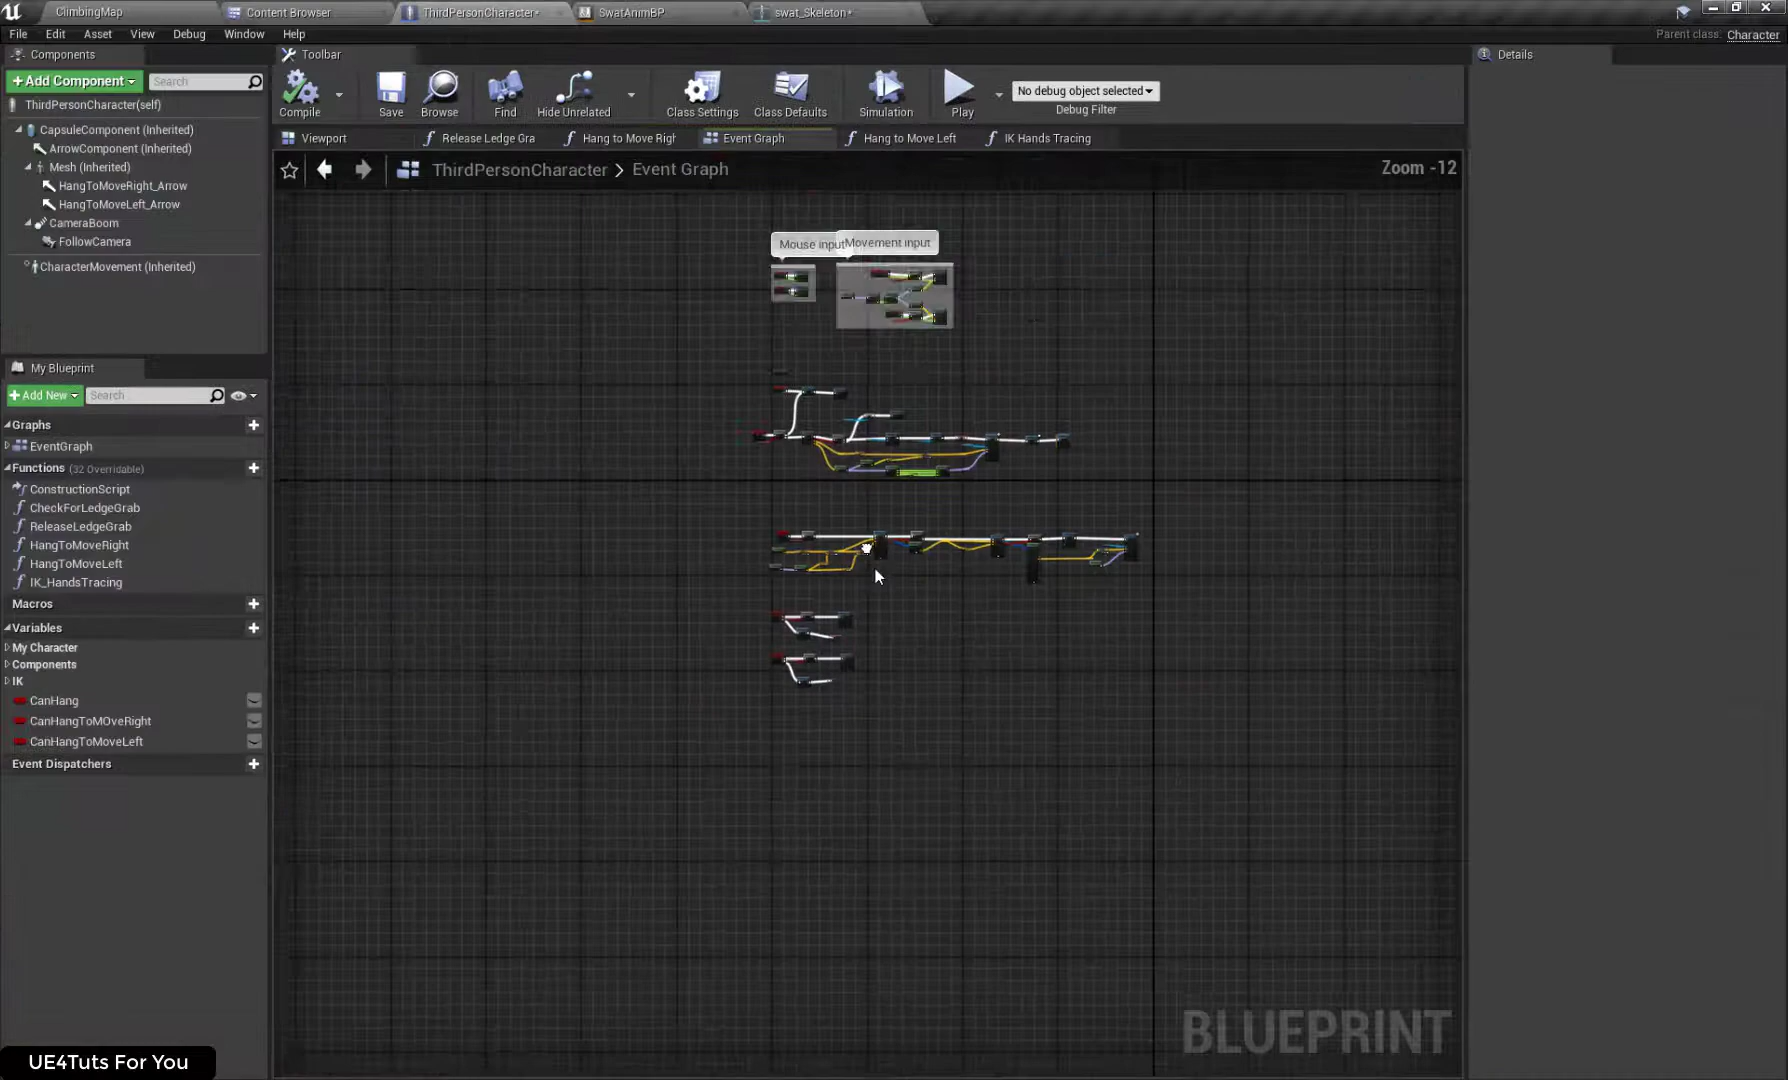 ClimbingMap
Content Browser
ThirdPersonCharacter*
SwatAnimBP
swat_Skeleton*
File
Edit
Asset
View
Debug
Window
Help
Parent class: Character
Components
Toolbar
Details
+Add Component
Search
ThirdPersonCharacter(self)
CapsuleComponent (Inherited)
ArrowComponent (Inherited)
Mesh (Inherited)
HangToMoveRight_Arrow
HangToMoveLeft_Arrow
CameraBoom
FollowCamera
CharacterMovement (Inherited)
Compile
Save
Browse
Find
Hide Unrelated
Class Settings
Class Defaults
Simulation
Play
No debug object selected
Debug Filter
Viewport
Release Ledge Gra
Hang to Move Righ
Event Graph
Hang to Move Left
IK Hands Tracing
ThirdPersonCharacter > Event Graph
Zoom -12
Mouse input
Movement input
My Blueprint
+Add New
Search
Graphs
EventGraph
Functions (32 Overridable)
ConstructionScript
CheckForLedgeGrab
ReleaseLedgeGrab
HangToMoveRight
HangToMoveLeft
IK_HandsTracing
Macros
Variables
My Character
Components
IK
CanHang
CanHangToMOveRight
CanHangToMoveLeft
Event Dispatchers
BLUEPRINT
UE4Tuts For You